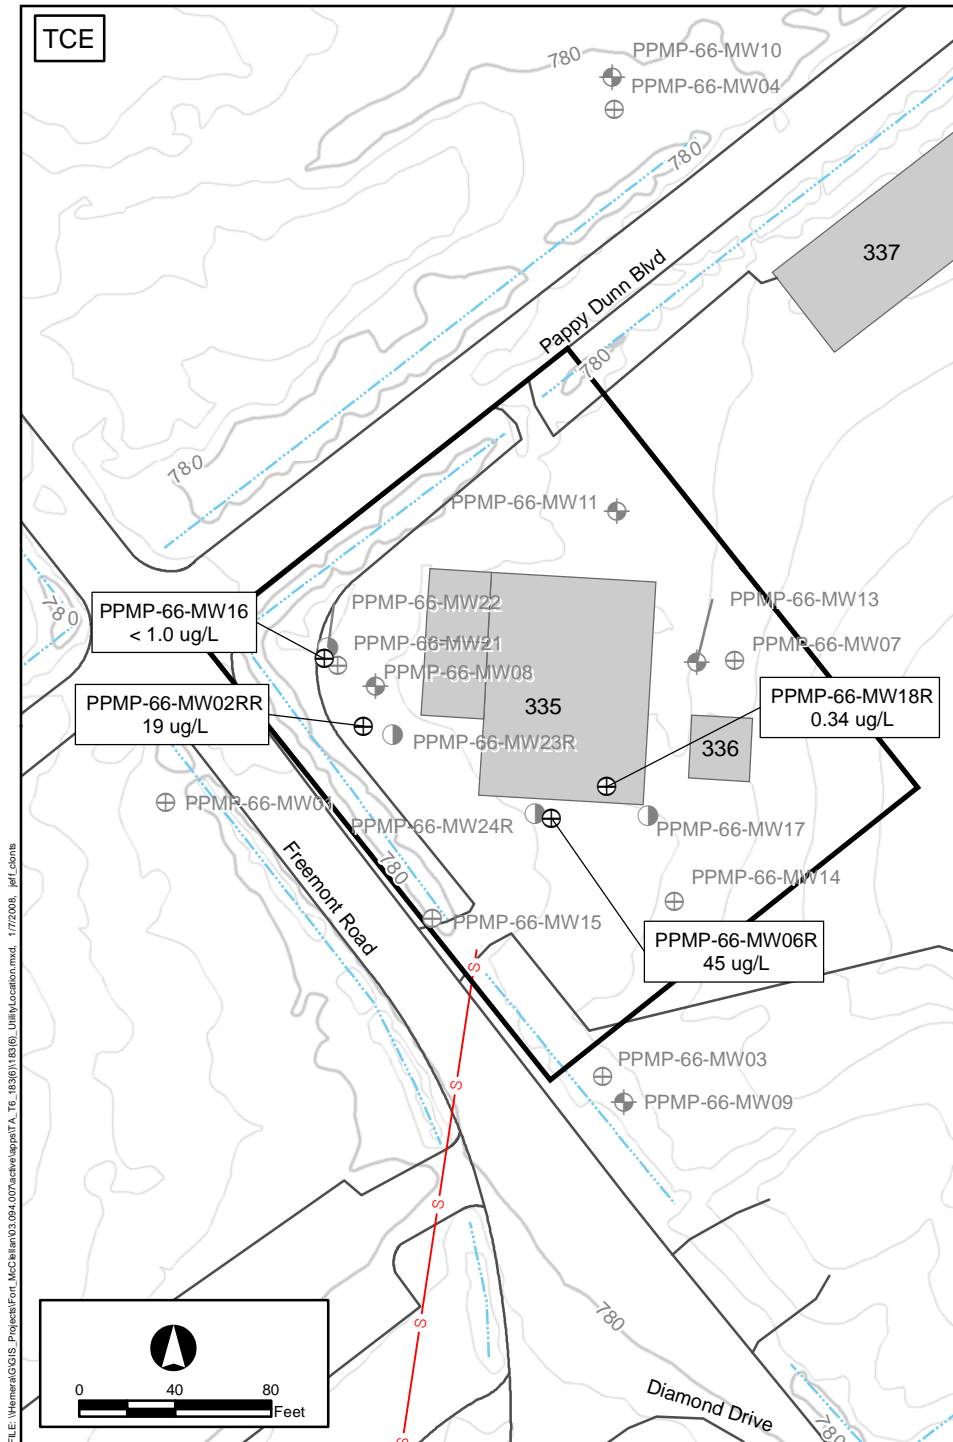 TCE
780
PPMP-66-MW10
PPMP-66-MW04
780
337
Pappy Dunn Blvd
780
780
PPMP-66-MW11
780
PPMP-66-MW16
< 1.0 ug/L
PPMP-66-MW22
PPMP-66-MW13
PPMP-66-MW21
PPMP-66-MW07
PPMP-66-MW08
PPMP-66-MW02RR
19 ug/L
335
PPMP-66-MW18R
0.34 ug/L
PPMP-66-MW23R
336
PPMP-66-MW01
PPMP-66-MW24R
PPMP-66-MW17
780
Freemont Road
PPMP-66-MW14
PPMP-66-MW15
PPMP-66-MW06R
45 ug/L
S
PPMP-66-MW03
S
PPMP-66-MW09
S
S
780
0 40 80
Feet
Diamond Drive
780
S